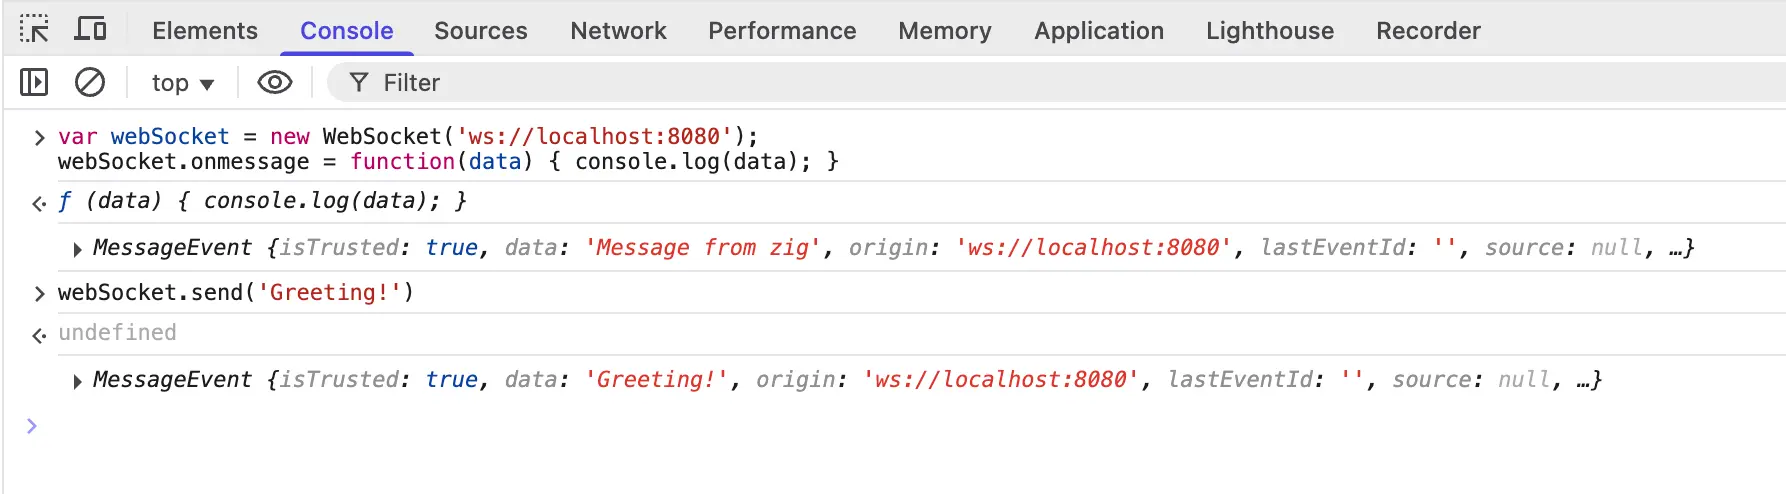 Elements Console Sources Network Performance Memory Application Lighthouse Recorder
top Filter
var webSocket = new WebSocket('ws://localhost:8080');
webSocket.onmessage = function(data) { console.log(data); }
ƒ (data) { console.log(data); }
MessageEvent {isTrusted: true, data: 'Message from zig', origin: 'ws://localhost:8080', lastEventId: '', source: null, …}
webSocket.send('Greeting!')
undefined
MessageEvent {isTrusted: true, data: 'Greeting!', origin: 'ws://localhost:8080', lastEventId: '', source: null, …}